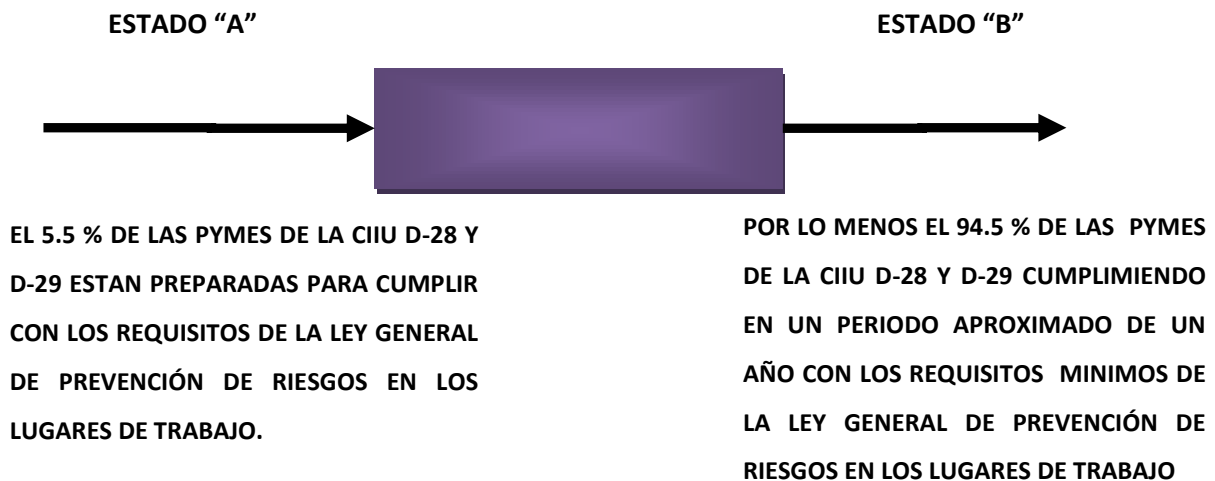 ESTADO “A”
ESTADO “B”
EL 5.5 % DE LAS PYMES DE LA CIIU D-28 Y
D-29 ESTAN PREPARADAS PARA CUMPLIR
CON LOS REQUISITOS DE LA LEY GENERAL
DE PREVENCIÓN DE RIESGOS EN LOS
LUGARES DE TRABAJO.
POR LO MENOS EL 94.5 % DE LAS PYMES
DE LA CIIU D-28 Y D-29 CUMPLIMIENDO
EN UN PERIODO APROXIMADO DE UN
AÑO CON LOS REQUISITOS MINIMOS DE
LA LEY GENERAL DE PREVENCIÓN DE
RIESGOS EN LOS LUGARES DE TRABAJO